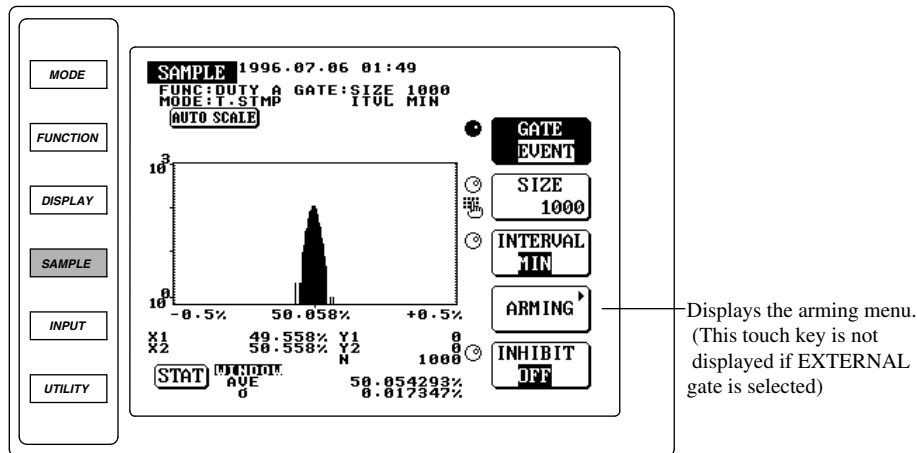 MODE
FUNCTION
DISPLAY
SAMPLE
INPUT
UTILITY
SAMPLE 1996.07.06 01:49
FUNC:DUTY A GATE:SIZE 1000
MODE:T.STMP ITVL MIN
AUTO SCALE
10³
10⁰
-0.5% 50.058% +0.5%
X1 49.558% Y1 0
X2 50.558% Y2 0
N 1000
STAT WINDOW
AVE 50.054293%
σ 0.017347%
GATE
EVENT
SIZE
1000
INTERVAL
MIN
ARMING
INHIBIT
OFF
Displays the arming menu.
(This touch key is not
displayed if EXTERNAL
gate is selected)